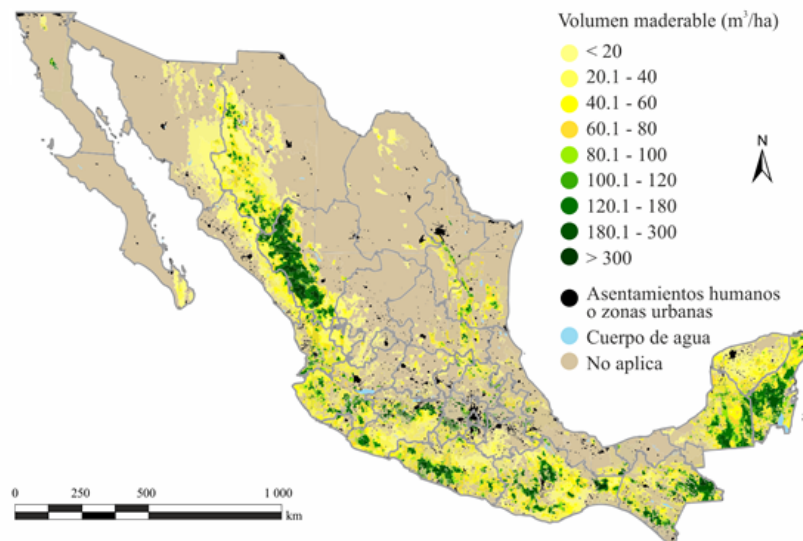 Volumen maderable (m³/ha)
< 20
20.1 - 40
40.1 - 60
60.1 - 80
80.1 - 100
100.1 - 120
120.1 - 180
180.1 - 300
> 300
N
Asentamientos humanos
o zonas urbanas
Cuerpo de agua
No aplica
0 250 500 1 000
km